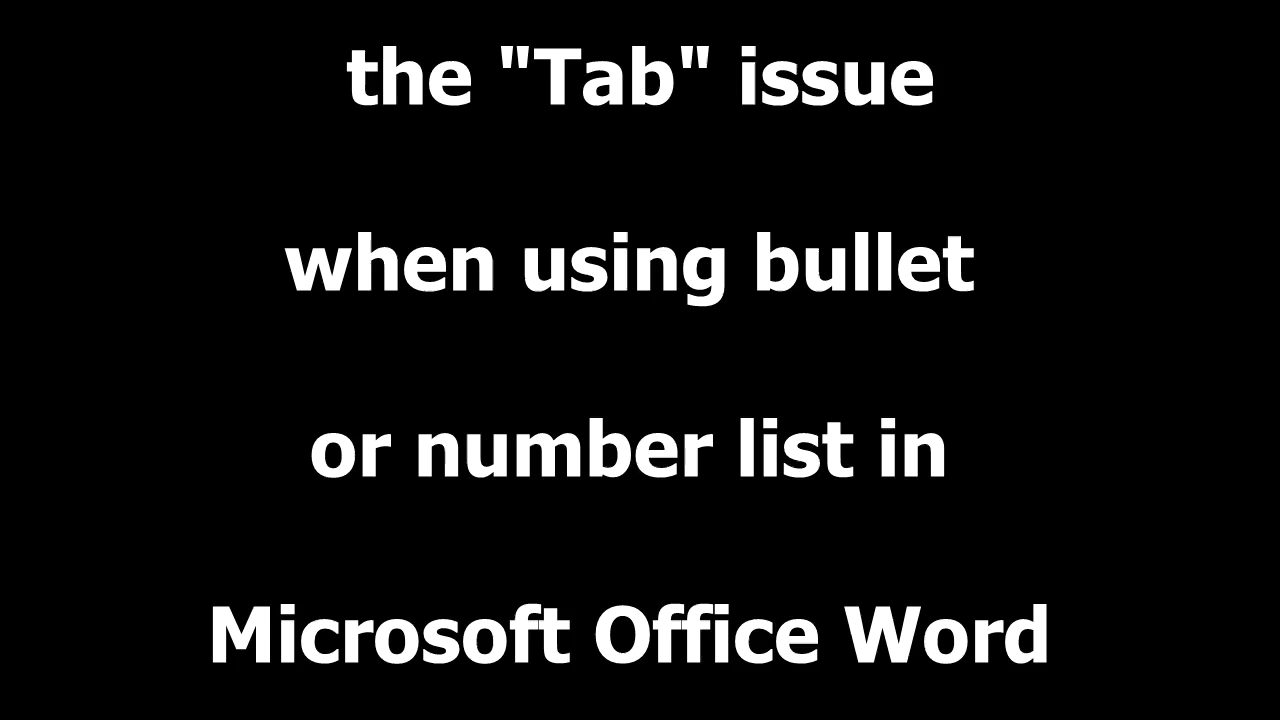 the "Tab" issue
when using bullet
or number list in
Microsoft Office Word